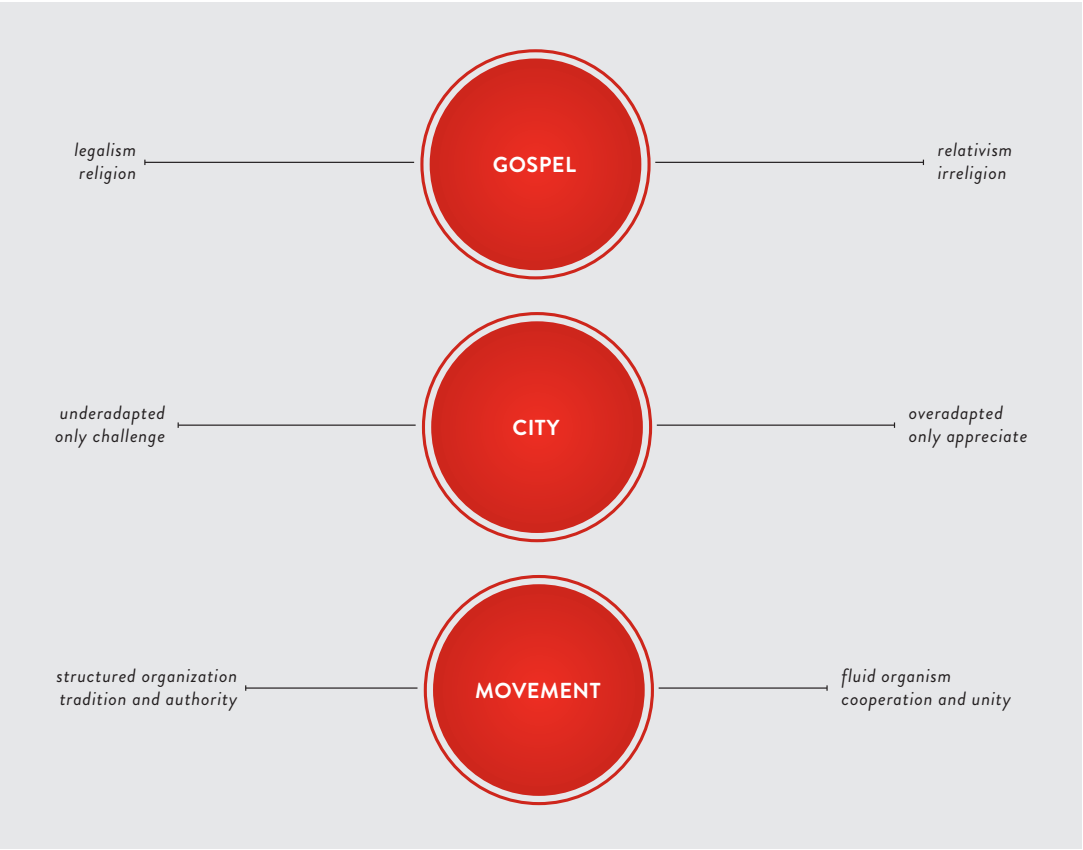 legalism
religion
GOSPEL
relativism
irreligion
underadapted
only challenge
CITY
overadapted
only appreciate
structured organization
tradition and authority
MOVEMENT
fluid organism
cooperation and unity